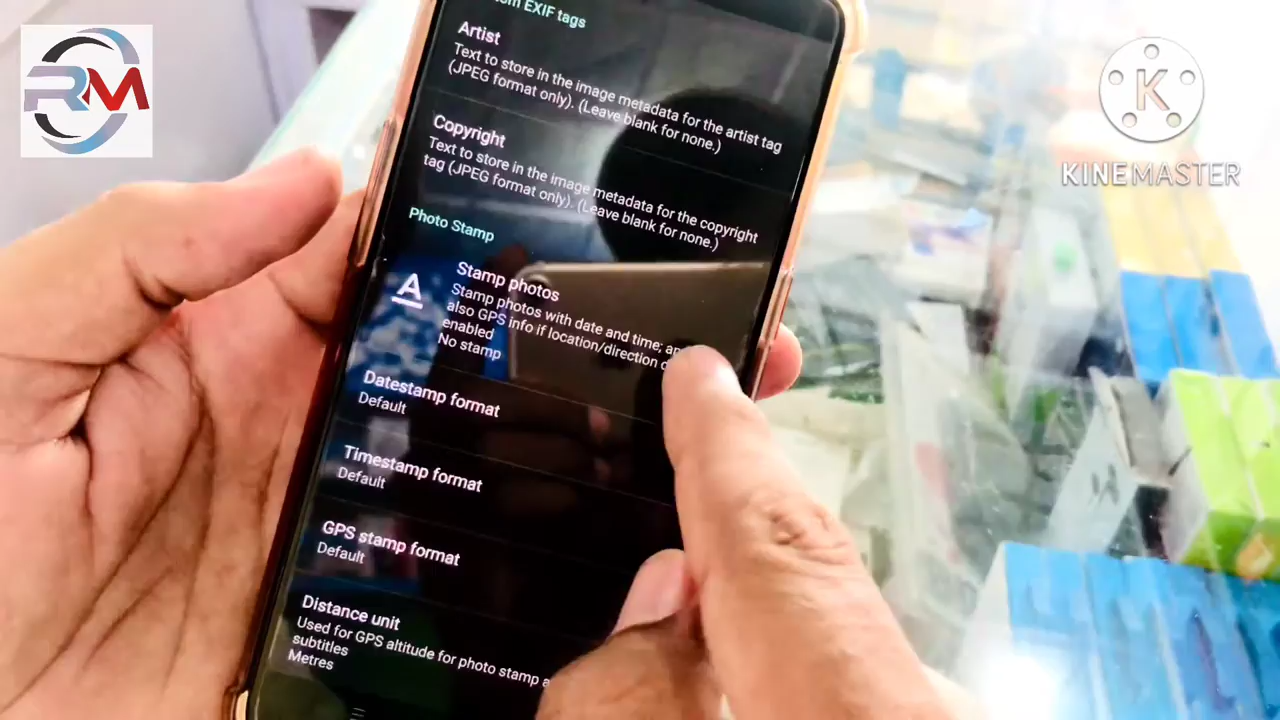 EXIF tags
Artist
Text to store in the image metadata for the artist tag
(JPEG format only). (Leave blank for none.)
Copyright
Text to store in the image metadata for the copyright
tag (JPEG format only). (Leave blank for none.)
Photo Stamp
A
Stamp photos
Stamp photos with date and time;
also GPS info if location/direction
enabled
No stamp
Datestamp format
Default
Timestamp format
Default
GPS stamp format
Default
Distance unit
Used for GPS altitude for photo stamp
subtitles
Metres
RM
K
KINEMASTER